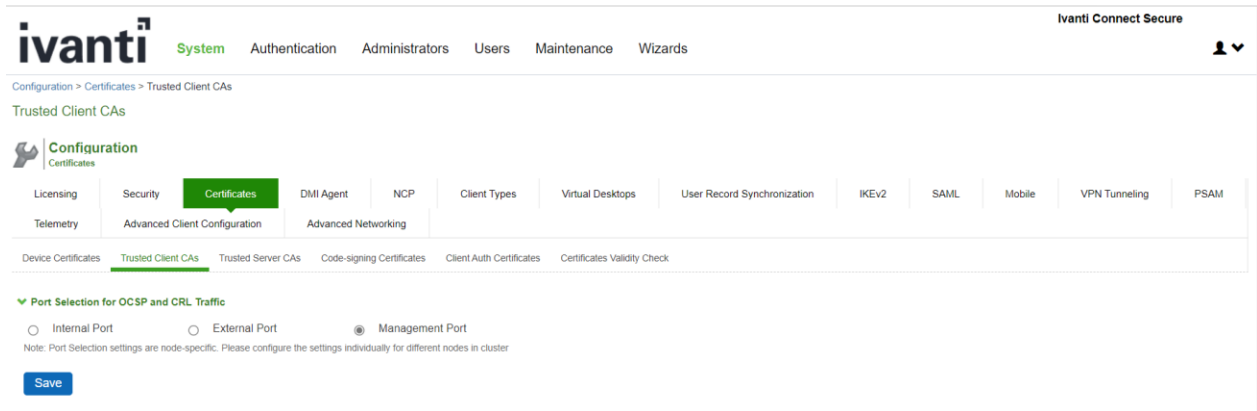 Ivanti Connect Secure
ivanti
System Authentication Administrators Users Maintenance Wizards
Configuration > Certificates > Trusted Client CAs
Trusted Client CAs
Configuration
Certificates
Licensing Security Certificates DMI Agent NCP Client Types Virtual Desktops User Record Synchronization IKEv2 SAML Mobile VPN Tunneling PSAM
Telemetry Advanced Client Configuration Advanced Networking
Device Certificates Trusted Client CAs Trusted Server CAs Code-signing Certificates Client Auth Certificates Certificates Validity Check
Port Selection for OCSP and CRL Traffic
Internal Port External Port Management Port
Note: Port Selection settings are node-specific. Please configure the settings individually for different nodes in cluster
Save